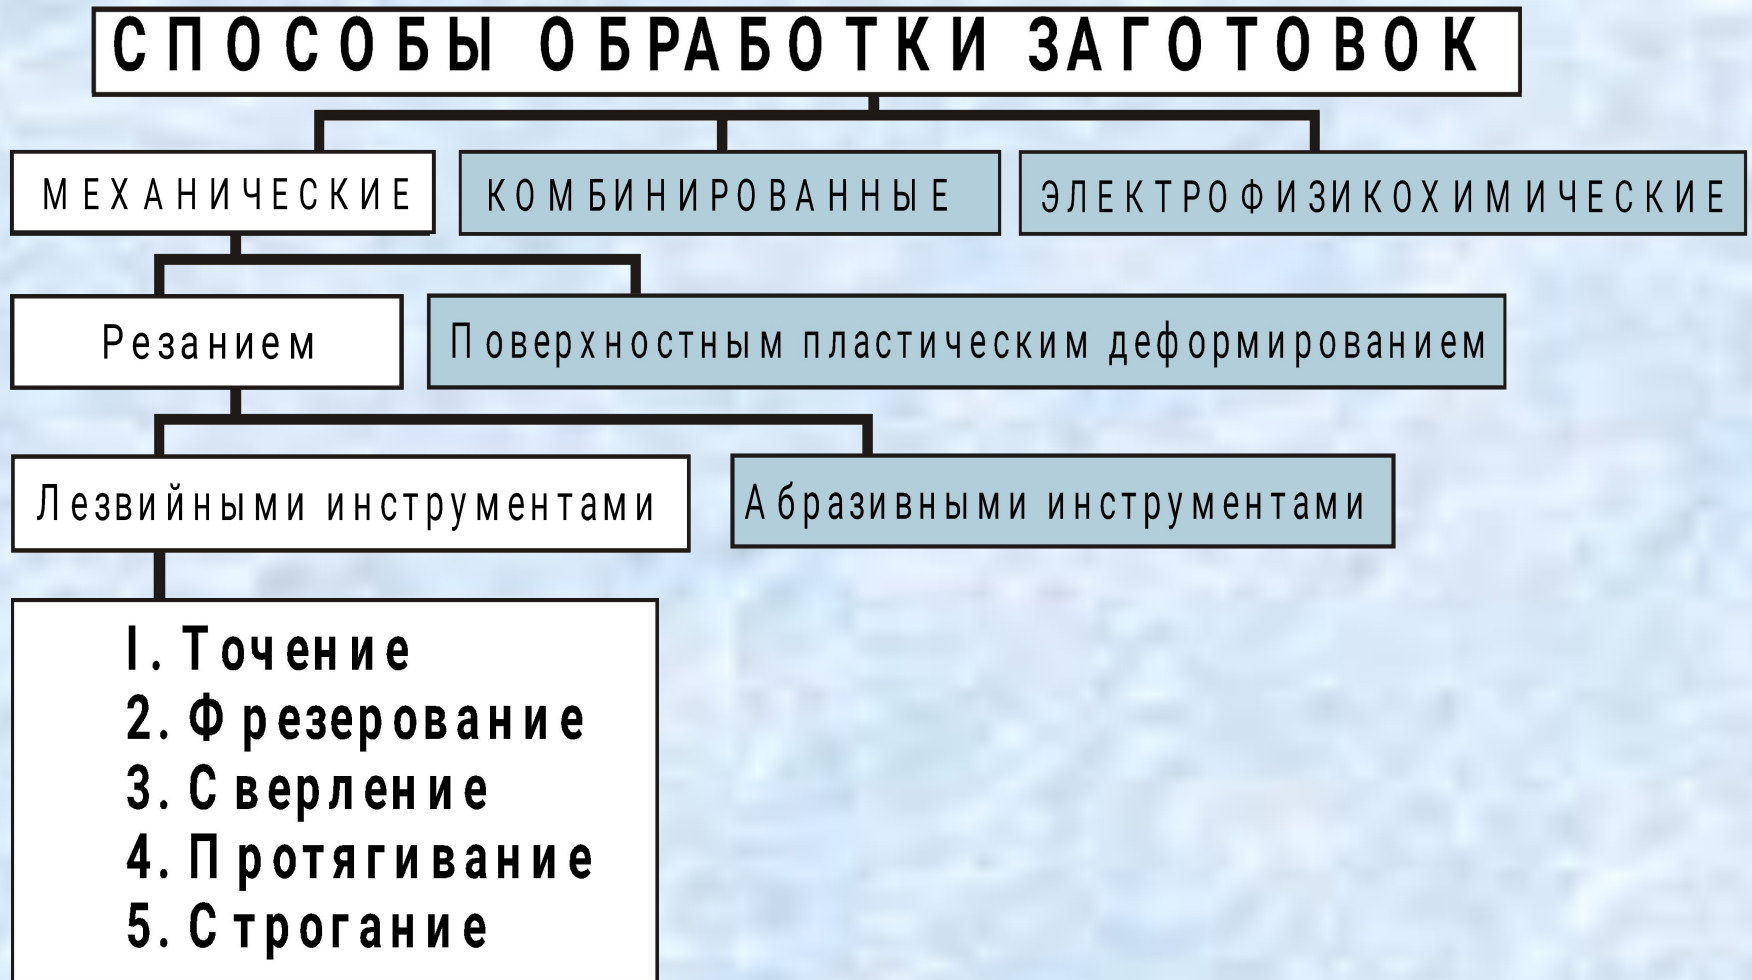 СПОСОБЫ ОБРАБОТКИ ЗАГОТОВОК
МЕХАНИЧЕСКИЕ
КОМБИНИРОВАННЫЕ
ЭЛЕКТРОФИЗИКОХИМИЧЕСКИЕ
Резанием
Поверхностным пластическим деформированием
Лезвийными инструментами
Абразивными инструментами
I. Точение
2. Фрезерование
3. Сверление
4. Протягивание
5. Строгание